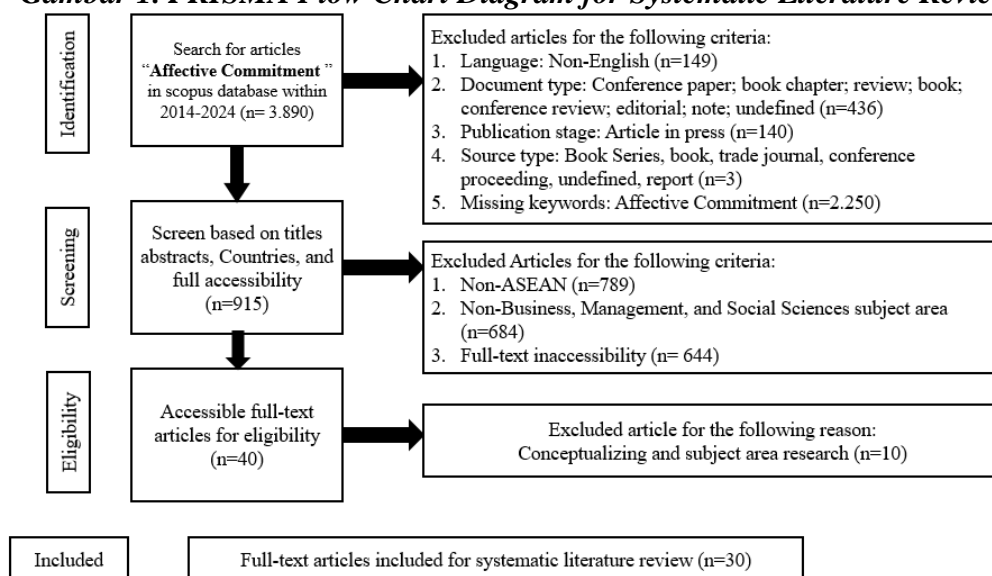 Gambar 1. PRISMA Flow Chart Diagram for Systematic Literature Review
Identification
Search for articles
“Affective Commitment ”
in scopus database within
2014-2024 (n= 3.890)
Excluded articles for the following criteria:
1. Language: Non-English (n=149)
2. Document type: Conference paper; book chapter; review; book;
conference review; editorial; note; undefined (n=436)
3. Publication stage: Article in press (n=140)
4. Source type: Book Series, book, trade journal, conference
proceeding, undefined, report (n=3)
5. Missing keywords: Affective Commitment (n=2.250)
Screening
Screen based on titles
abstracts, Countries, and
full accessibility
(n=915)
Excluded Articles for the following criteria:
1. Non-ASEAN (n=789)
2. Non-Business, Management, and Social Sciences subject area
(n=684)
3. Full-text inaccessibility (n= 644)
Eligibility
Accessible full-text
articles for eligibility
(n=40)
Excluded article for the following reason:
Conceptualizing and subject area research (n=10)
Included
Full-text articles included for systematic literature review (n=30)